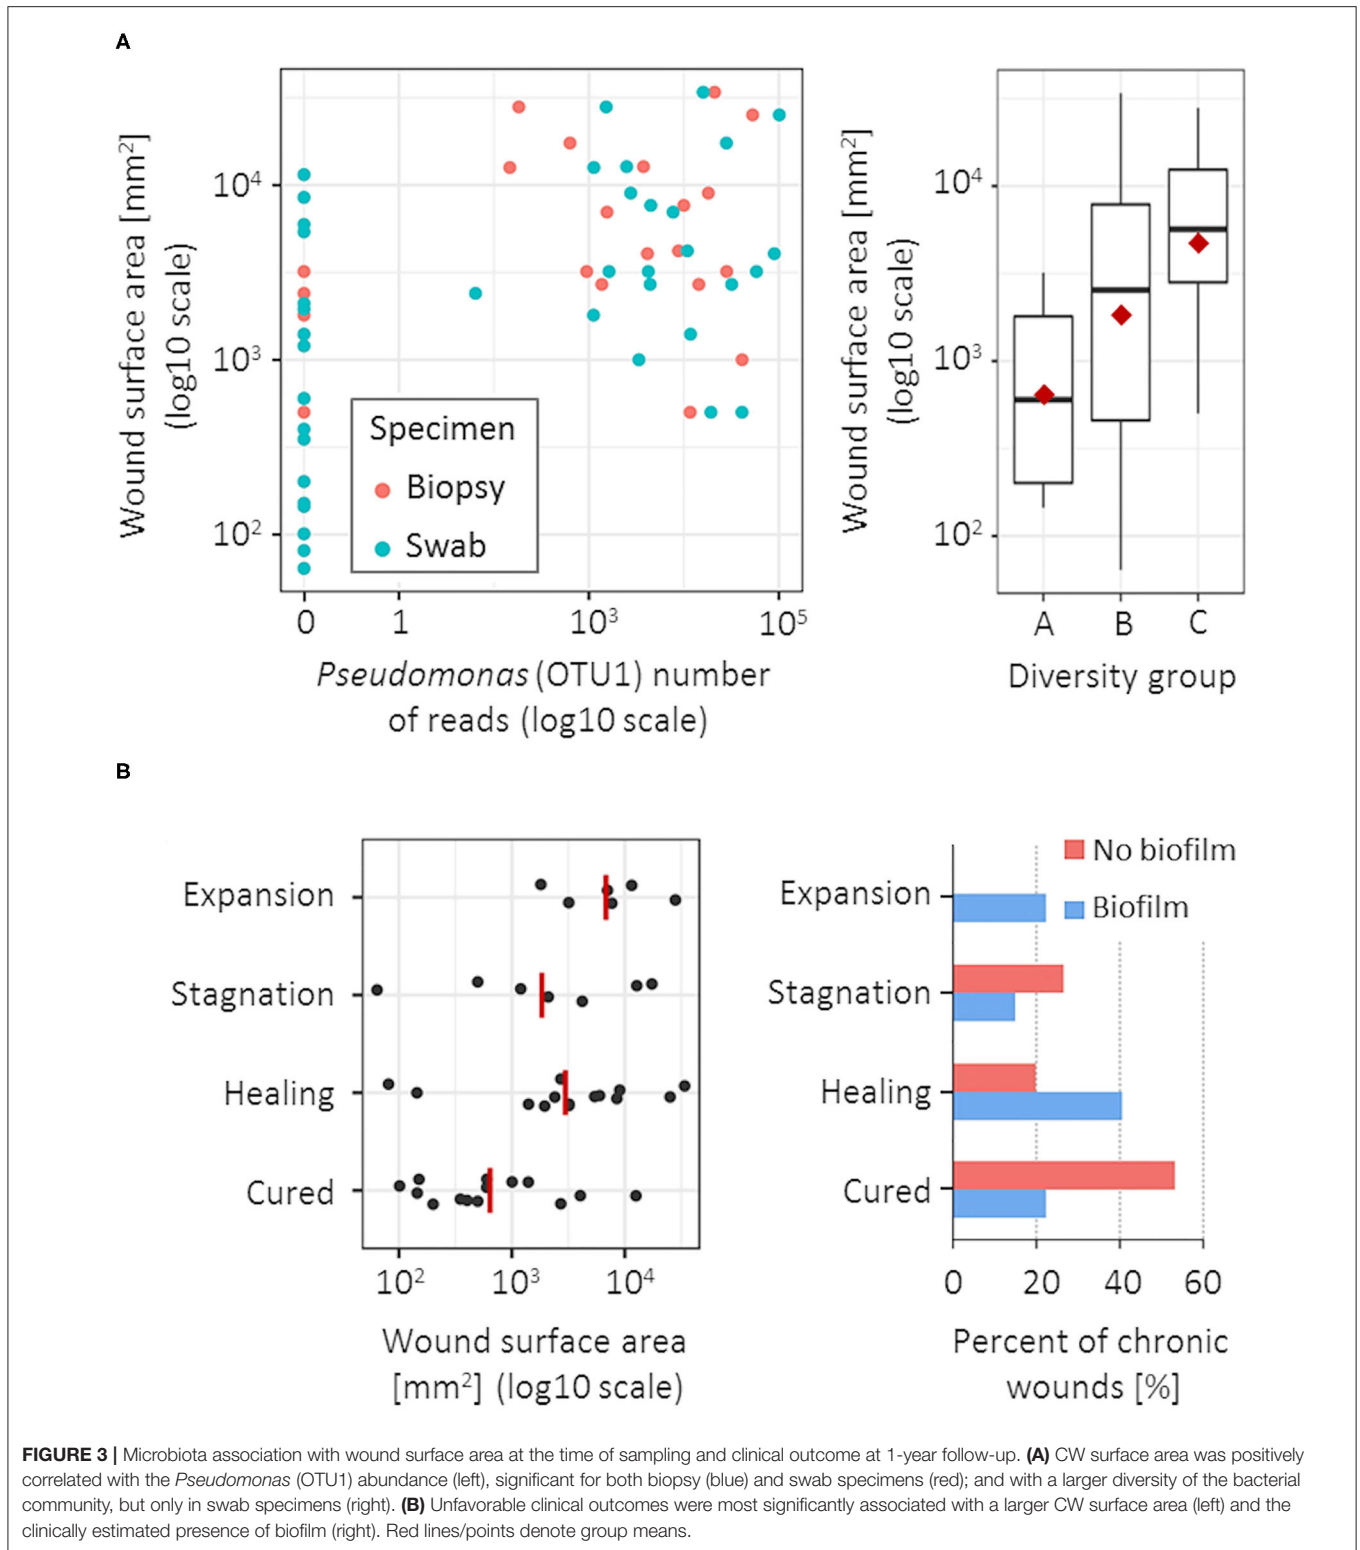 A
Wound surface area [mm²]
(log10 scale)
10⁴
10³
10²
Specimen
Biopsy
Swab
0 1 10³ 10⁵
Pseudomonas (OTU1) number
of reads (log10 scale)
Wound surface area [mm²]
(log10 scale)
10⁴
10³
10²
A B C
Diversity group
B
Expansion
Stagnation
Healing
Cured
10² 10³ 10⁴
Wound surface area
[mm²] (log10 scale)
No biofilm
Biofilm
Expansion
Stagnation
Healing
Cured
0 20 40 60
Percent of chronic
wounds [%]
FIGURE 3 | Microbiota association with wound surface area at the time of sampling and clinical outcome at 1-year follow-up. (A) CW surface area was positively
correlated with the Pseudomonas (OTU1) abundance (left), significant for both biopsy (blue) and swab specimens (red); and with a larger diversity of the bacterial
community, but only in swab specimens (right). (B) Unfavorable clinical outcomes were most significantly associated with a larger CW surface area (left) and the
clinically estimated presence of biofilm (right). Red lines/points denote group means.